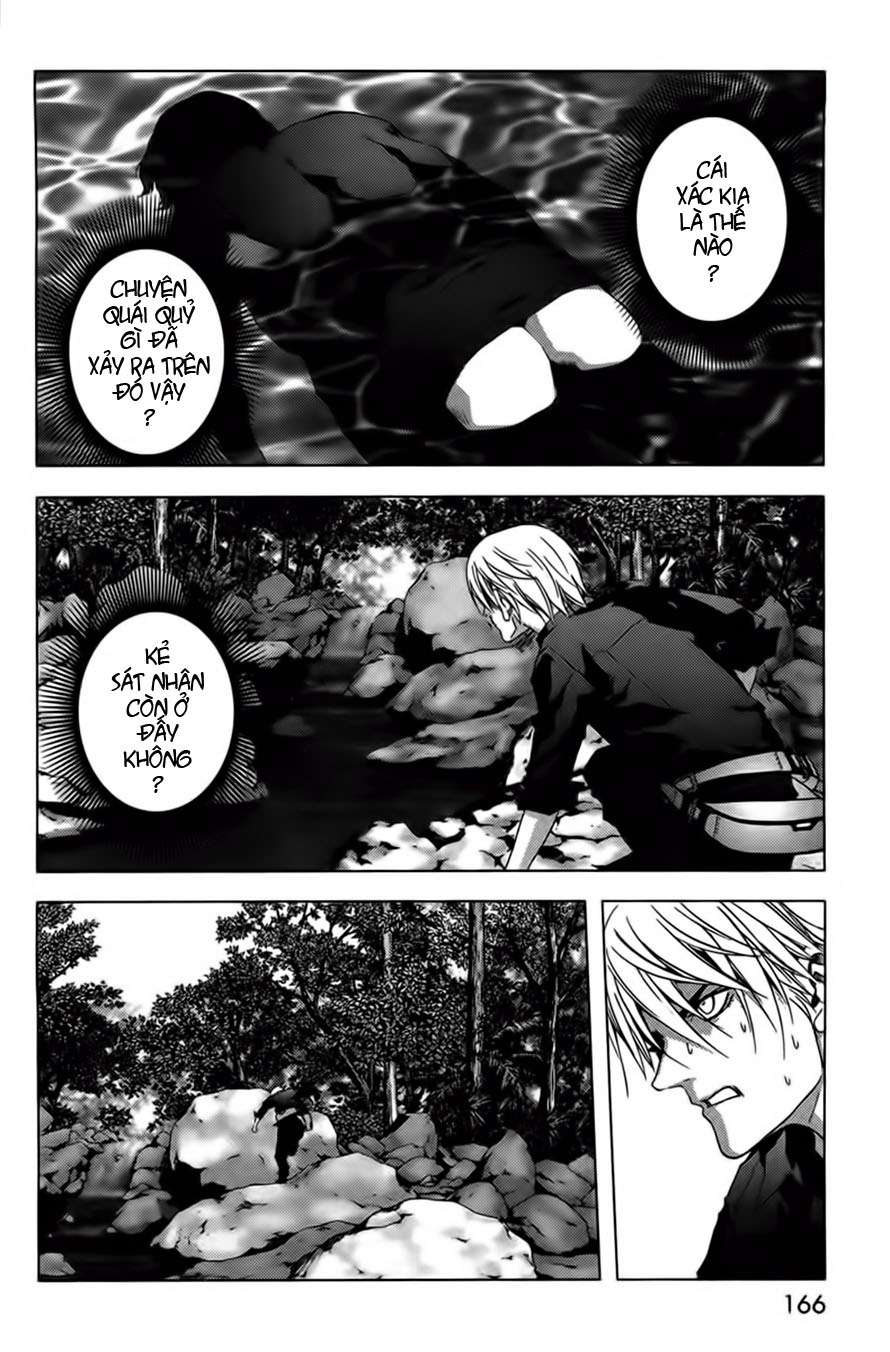 CÁI
XÁC KIA
LÀ THẾ
NÀO
?
CHUYỆN
QUÁI QUỶ
GÌ ĐÃ
XẢY RA TRÊN
ĐÓ VẬY
?
KẺ
SÁT NHÂN
CÒN Ở
ĐẤY
KHÔNG
?
166